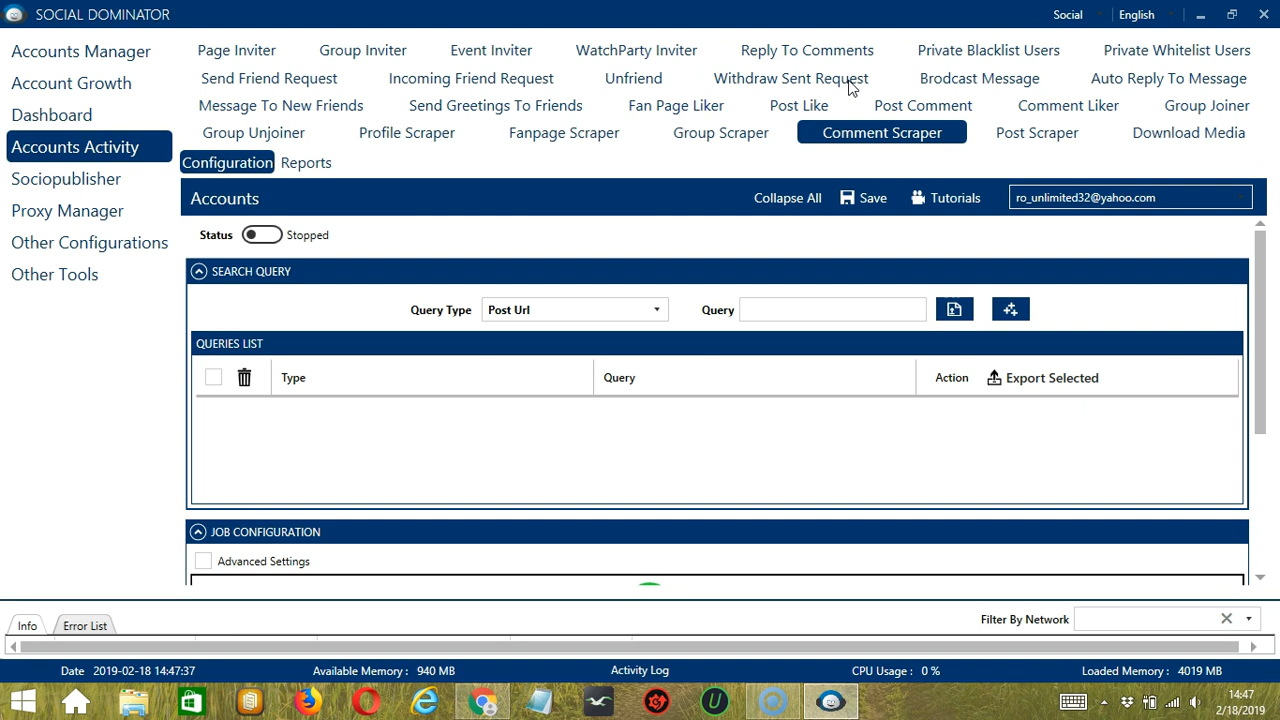 SOCIAL DOMINATOR
Social
English
Accounts Manager
Account Growth
Dashboard
Accounts Activity
Sociopublisher
Proxy Manager
Other Configurations
Other Tools
Page Inviter Group Inviter Event Inviter WatchParty Inviter Reply To Comments Private Blacklist Users Private Whitelist Users
Send Friend Request Incoming Friend Request Unfriend Withdraw Sent Request Brodcast Message Auto Reply To Message
Message To New Friends Send Greetings To Friends Fan Page Liker Post Like Post Comment Comment Liker Group Joiner
Group Unjoiner Profile Scraper Fanpage Scraper Group Scraper Comment Scraper Post Scraper Download Media
Configuration Reports
Accounts Collapse All Save Tutorials ro_unlimited32@yahoo.com
Status Stopped
SEARCH QUERY
Query Type Post Url Query
QUERIES LIST
Type Query Action Export Selected
JOB CONFIGURATION
Advanced Settings
Info Error List Filter By Network
Date 2019-02-18 14:47:37 Available Memory : 940 MB Activity Log CPU Usage : 0 % Loaded Memory : 4019 MB
14:47
2/18/2019